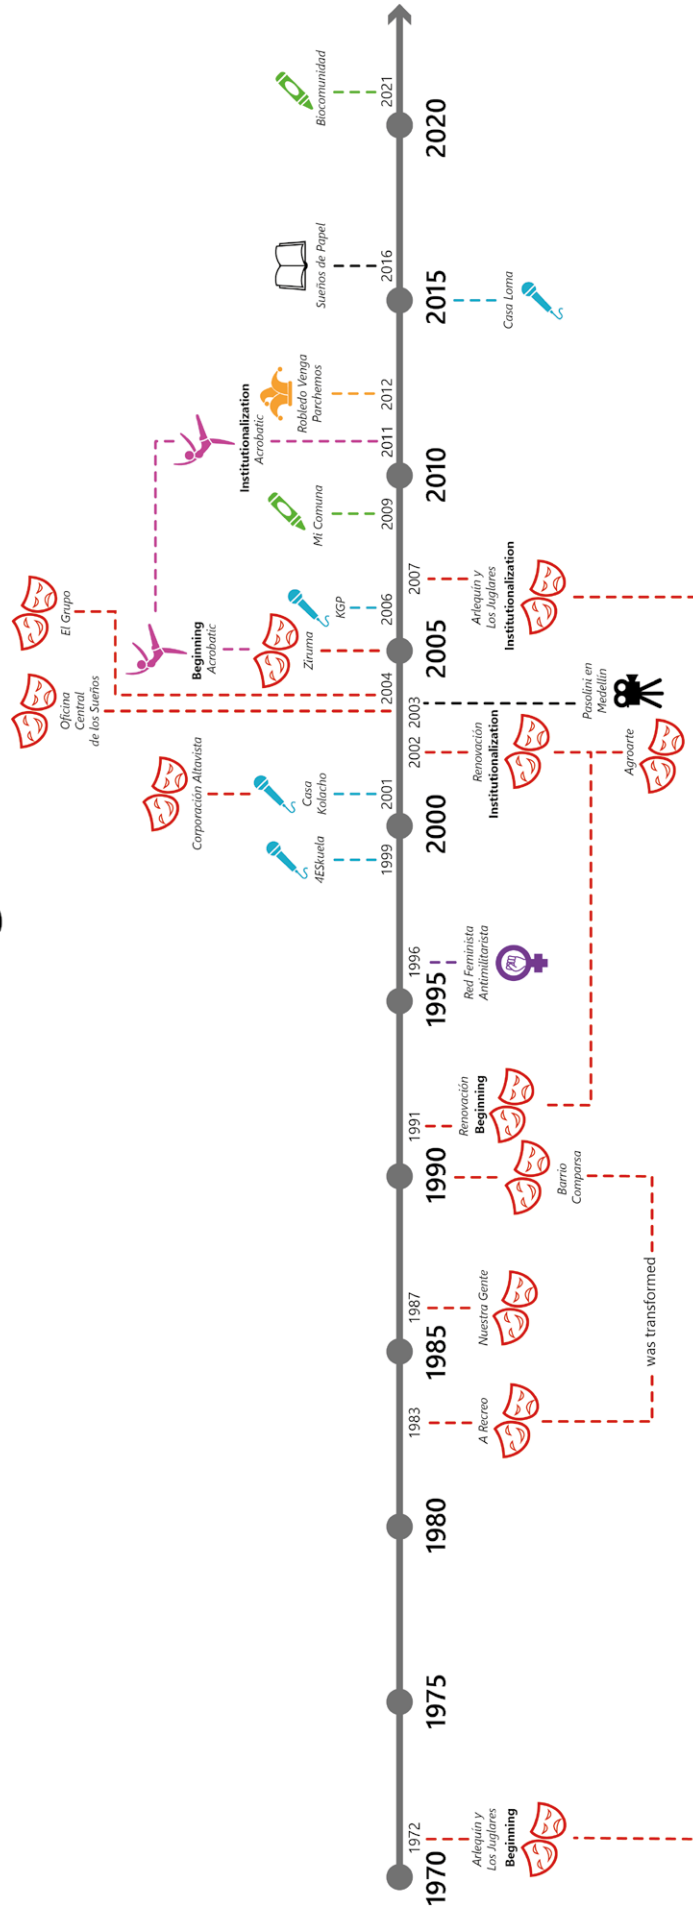 Oficina
Central
de los Sueños
El Grupo
Corporación Altavista
Beginning
Acrobatic
Institutionalization
Acrobatic
4ESkuela
Casa
Kolacho
Ziruma
KGP
Mi Comuna
Robledo Venga
Parchemos
Sueños de Papel
Biocomunidad
1999
2001
2004
2006
2009
2011
2012
2016
2021
1972
1983
1987
1991
1996
2002
2003
2007
1970
1975
1980
1985
1990
1995
2000
2005
2010
2015
2020
Arlequín y
Los Juglares
Beginning
A Recreo
Nuestra Gente
Barrio
Comparsa
was transformed
Renovación
Beginning
Red Feminista
Antimilitarista
Renovación
Institutionalization
Agroarte
Pasolini en
Medellín
Arlequín y
Los Juglares
Institutionalization
Casa Loma